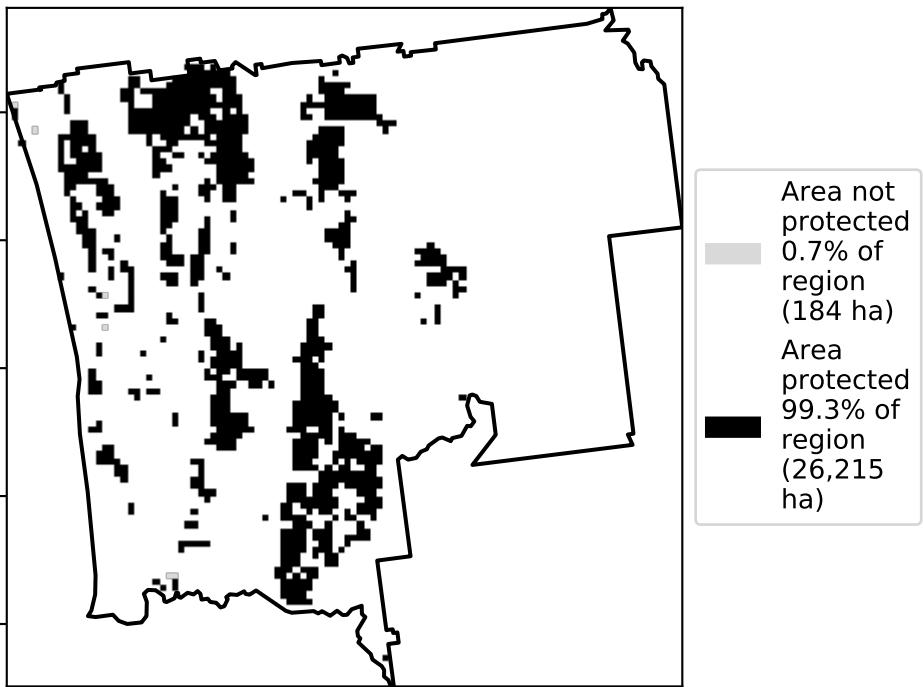 Area not
protected
0.7% of
region
(184 ha)
Area
protected
99.3% of
region
(26,215
ha)